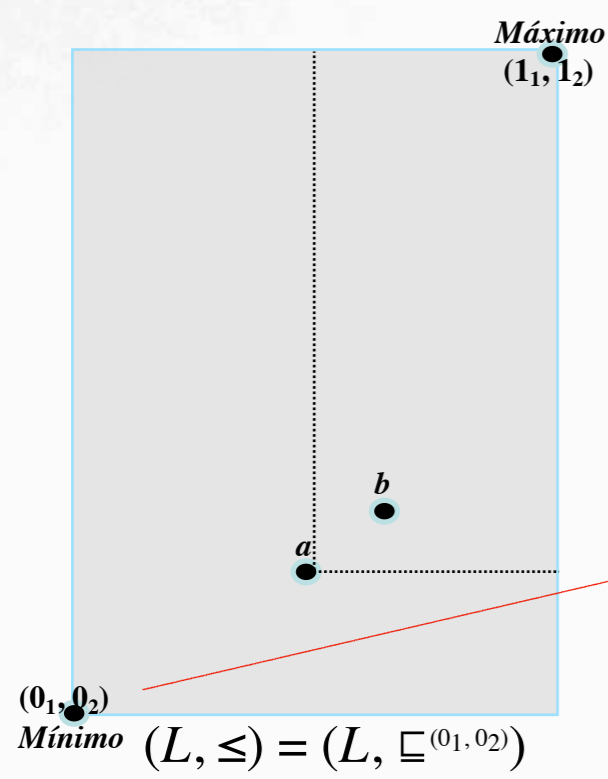 Máximo
(1₁, 1₂)
b
a
(0₁, 0₂)
Mínimo
(L, ≤) = (L, ⊑⁽⁰₁, ⁰₂⁾)